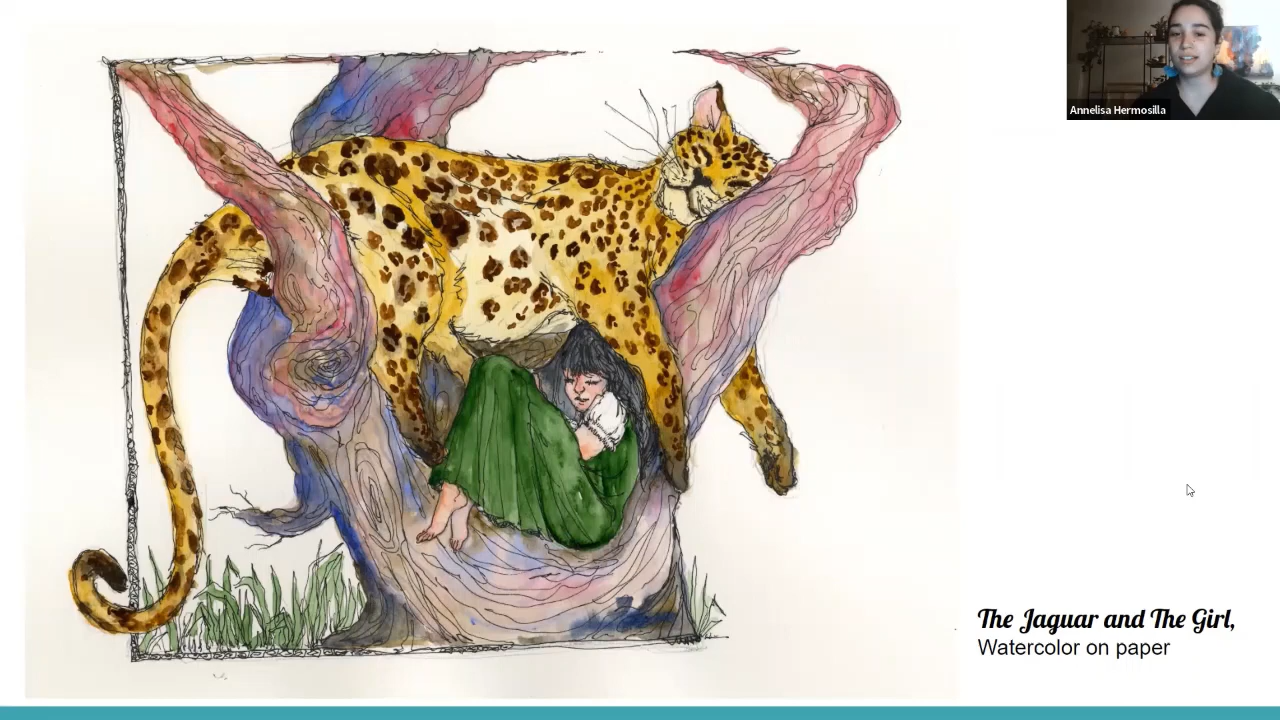 Annelisa Hermosilla
The Jaguar and The Girl,
Watercolor on paper